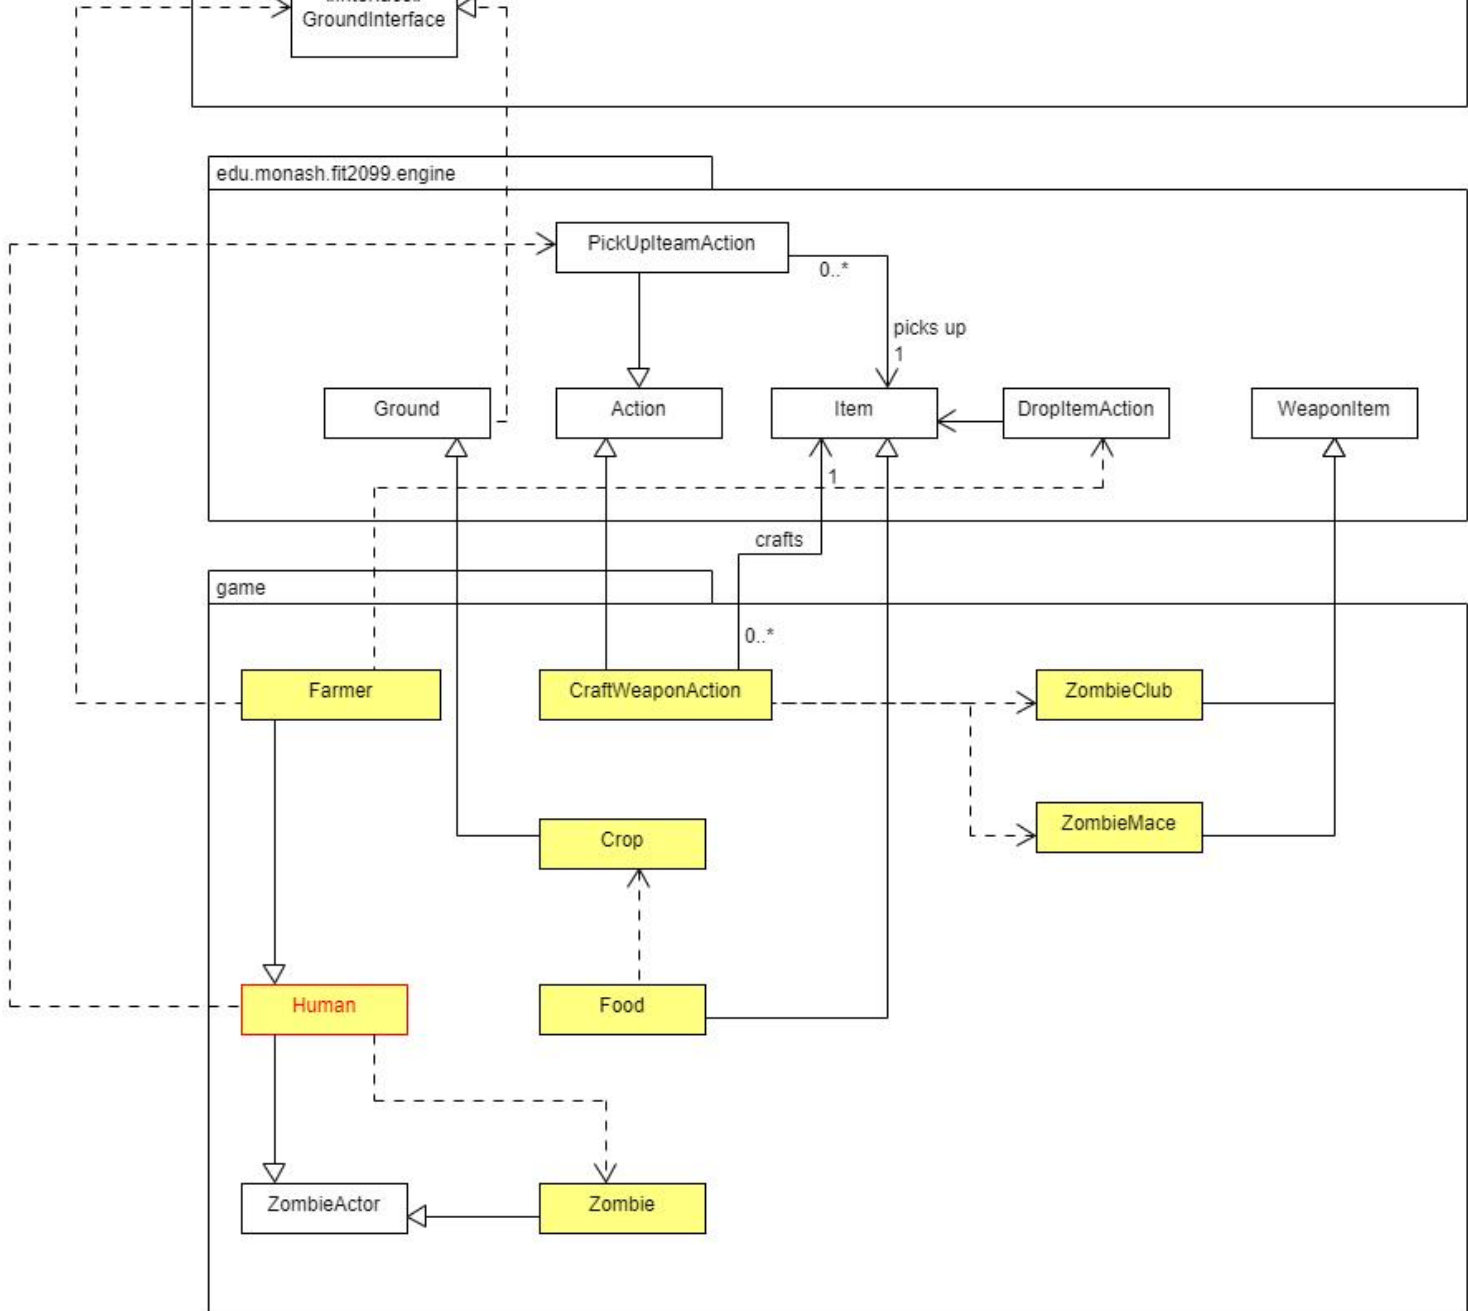 GroundInterface
edu.monash.fit2099.engine
PickUpIteamAction
0..*
picks up
1
Ground
Action
Item
DropItemAction
WeaponItem
1
crafts
game
0..*
Farmer
CraftWeaponAction
ZombieClub
Crop
ZombieMace
Human
Food
ZombieActor
Zombie